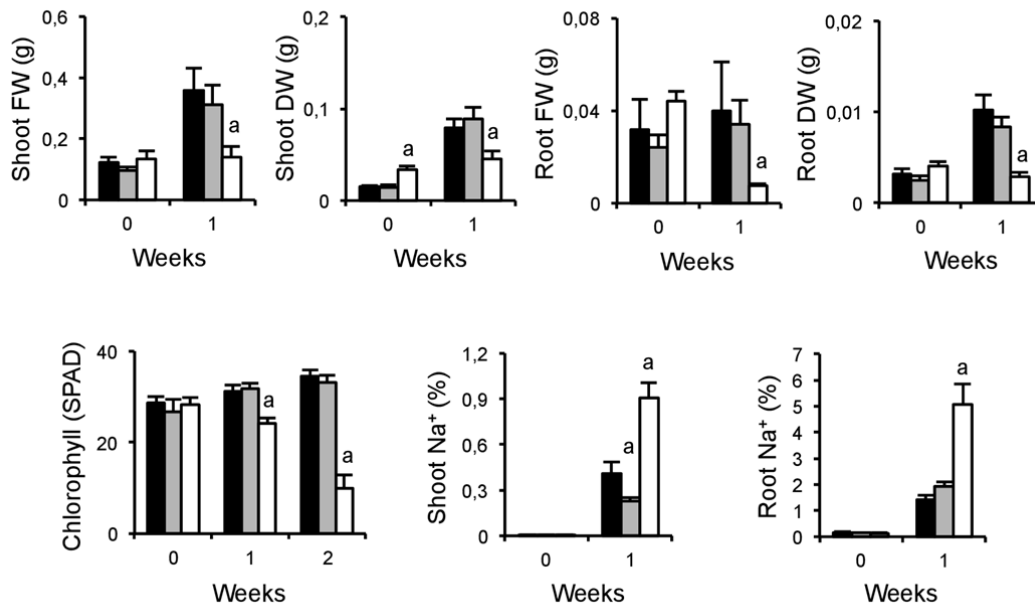 Shoot FW (g)
0,6
0,4
0,2
0
a
0
1
Weeks
Shoot DW (g)
0,2
0,1
0
a
a
0
1
Weeks
Root FW (g)
0,08
0,04
0
a
0
1
Weeks
Root DW (g)
0,02
0,01
0
a
0
1
Weeks
Chlorophyll (SPAD)
40
20
0
a
a
0
1
2
Weeks
Shoot Na⁺ (%)
1,2
0,9
0,6
0,3
0
a
a
0
1
Weeks
Root Na⁺ (%)
7
6
5
4
3
2
1
0
a
0
1
Weeks